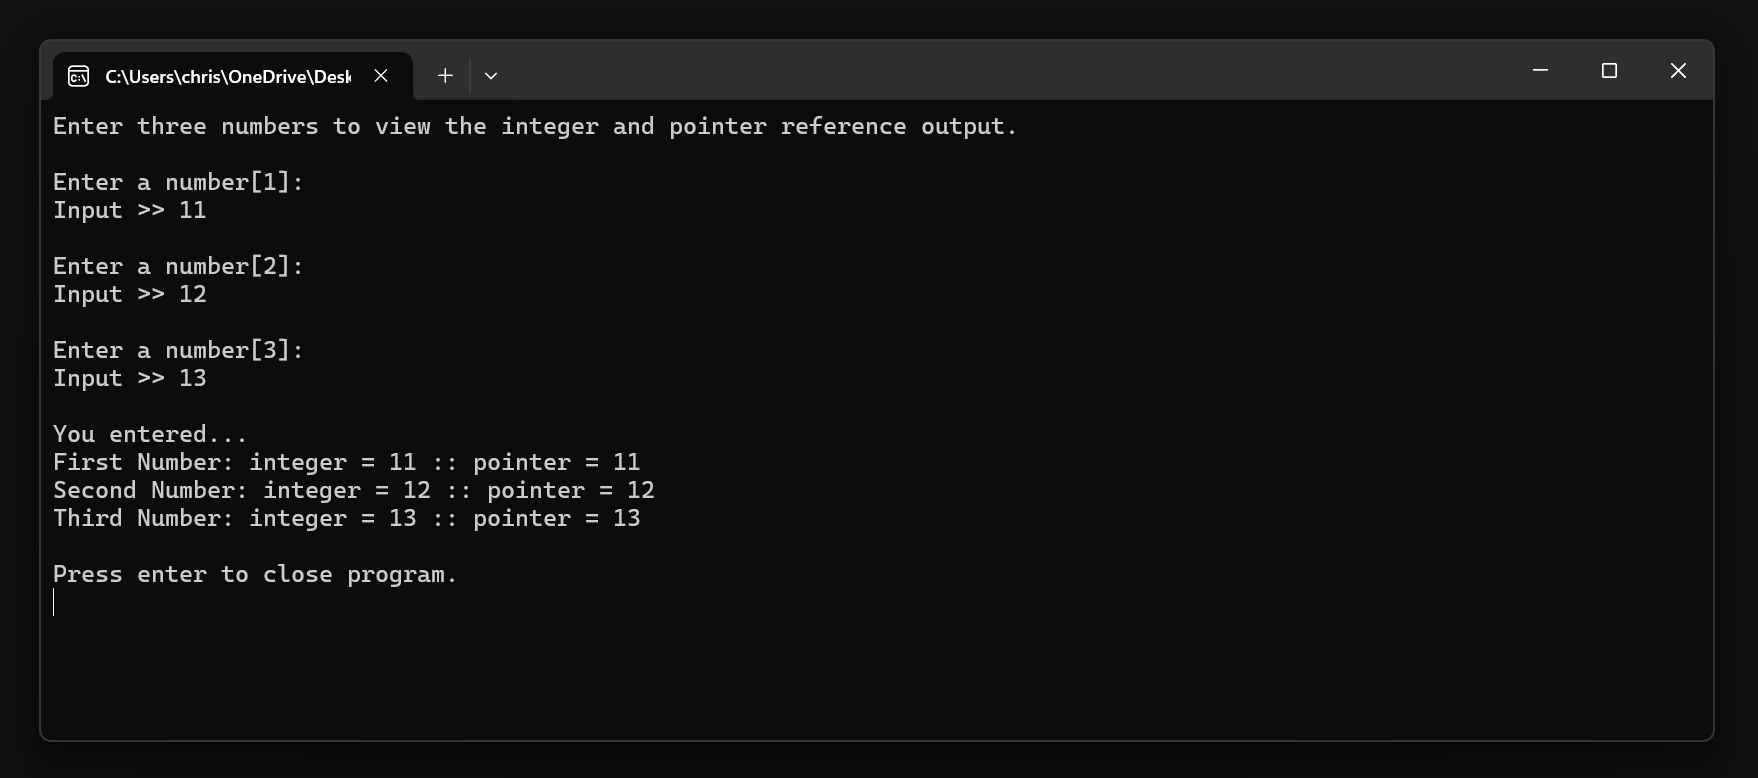 C:\Users\chris\OneDrive\Desk
Enter three numbers to view the integer and pointer reference output.
Enter a number[1]:
Input >> 11
Enter a number[2]:
Input >> 12
Enter a number[3]:
Input >> 13
You entered...
First Number: integer = 11 :: pointer = 11
Second Number: integer = 12 :: pointer = 12
Third Number: integer = 13 :: pointer = 13
Press enter to close program.